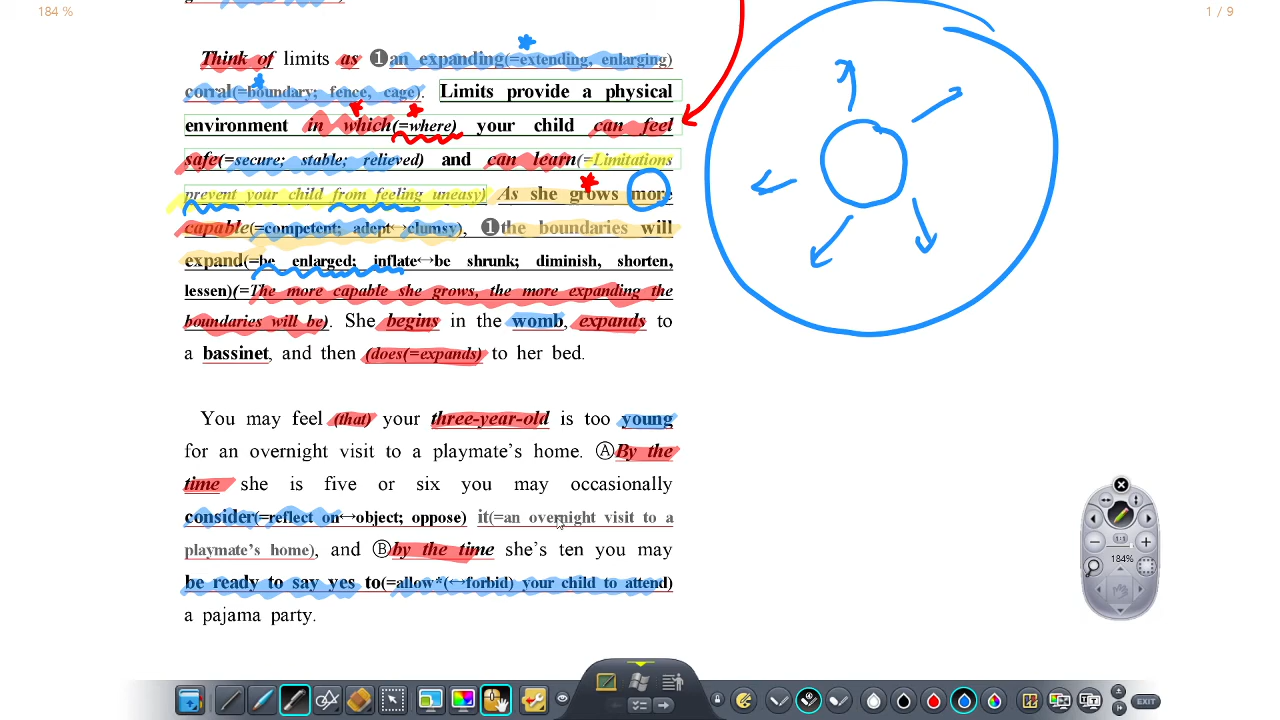 184 %
1 / 9
Think of limits as ❶an expanding(=extending, enlarging)
corral(=boundary; fence, cage). Limits provide a physical
environment in which(=where) your child can feel
safe(=secure; stable; relieved) and can learn(=Limitations
prevent your child from feeling uneasy) As she grows more
capable(=competent; adept↔clumsy), ❶the boundaries will
expand(=be enlarged; inflate↔be shrunk; diminish, shorten,
lessen)(=The more capable she grows, the more expanding the
boundaries will be). She begins in the womb, expands to
a bassinet, and then (does(=expands) to her bed.
You may feel (that) your three-year-old is too young
for an overnight visit to a playmate's home. ⒶBy the
time she is five or six you may occasionally
consider(=reflect on↔object; oppose) it(=an overnight visit to a
playmate's home), and Ⓑby the time she's ten you may
be ready to say yes to(=allow*(↔forbid) your child to attend)
a pajama party.
1:1
184%
EXIT